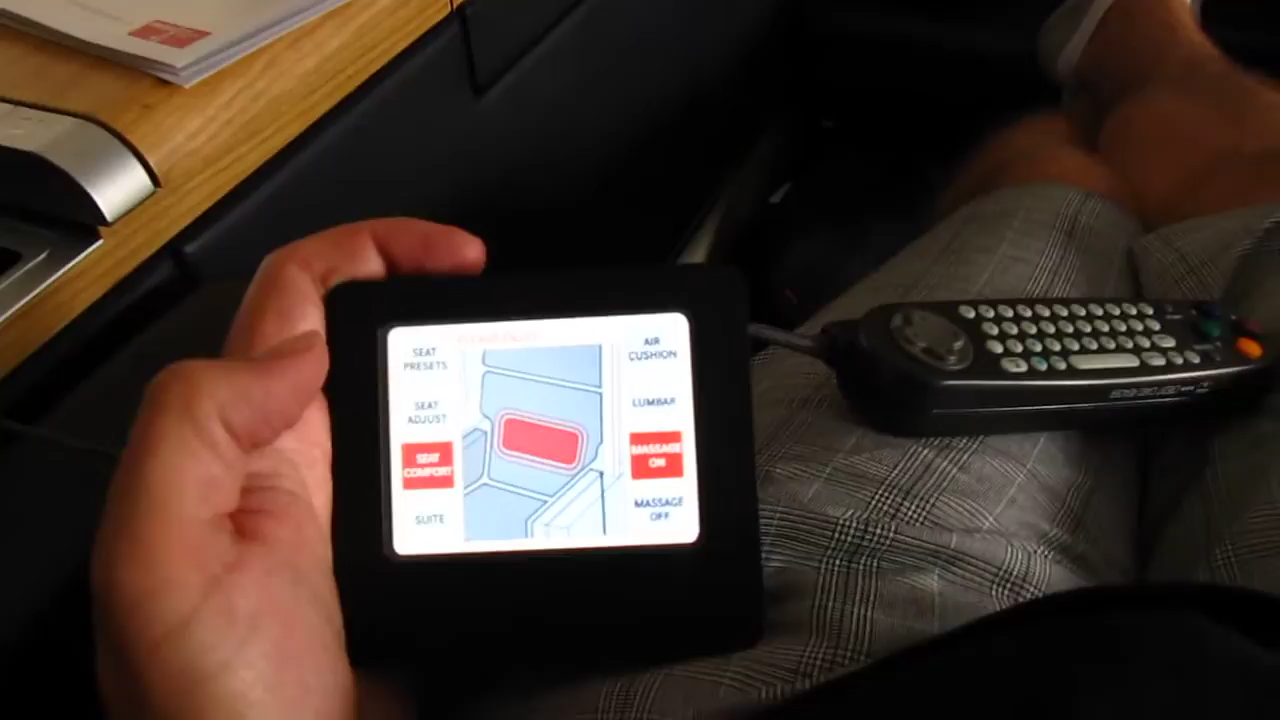 SEAT
PRESETS
SEAT
ADJUST
SEAT
COMFORT
SUITE
AIR
CUSHION
LUMBAR
MASSAGE
ON
MASSAGE
OFF